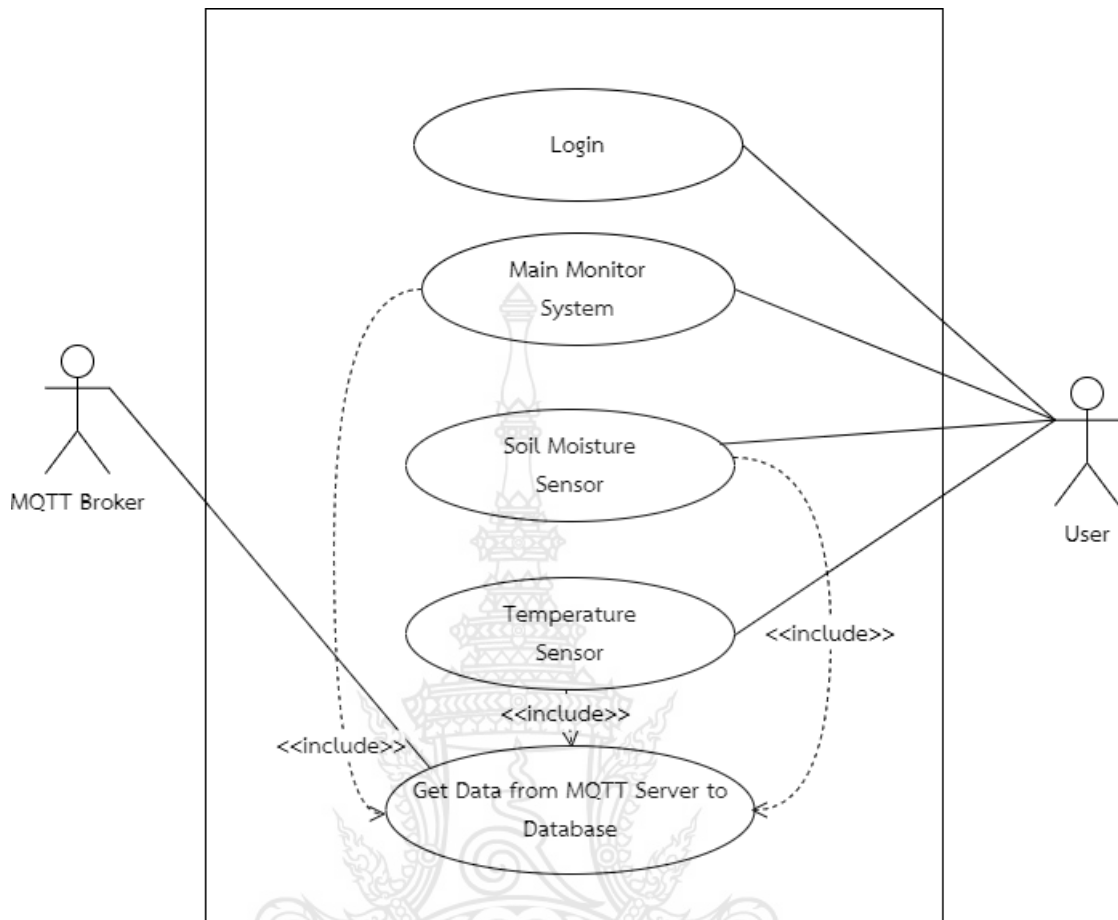 Login
Main Monitor
System
Soil Moisture
Sensor
MQTT Broker
User
Temperature
Sensor
<<include>>
<<include>>
<<include>>
Get Data from MQTT Server to
Database